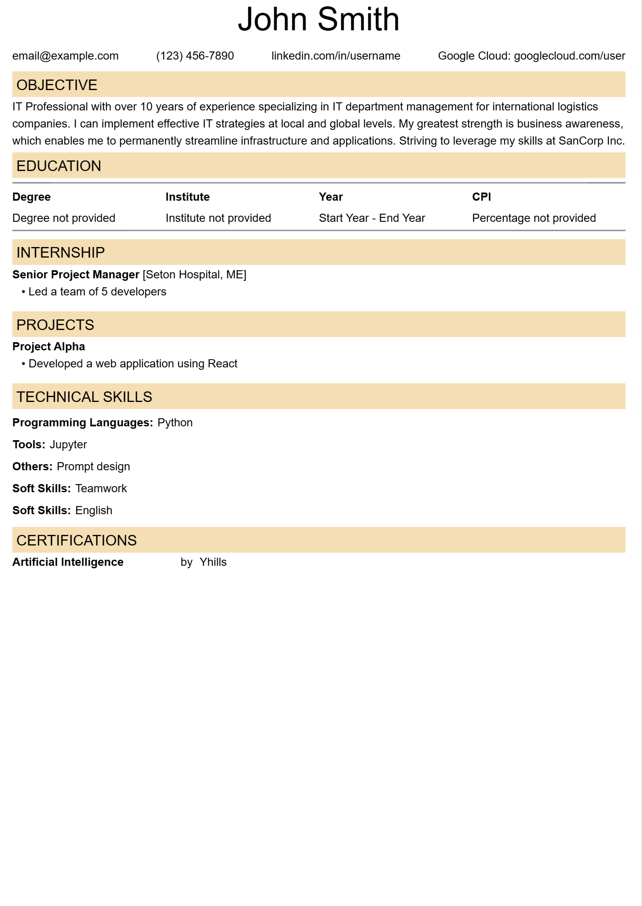 John Smith
email@example.com (123) 456-7890 linkedin.com/in/username Google Cloud: googlecloud.com/user
OBJECTIVE
IT Professional with over 10 years of experience specializing in IT department management for international logistics
companies. I can implement effective IT strategies at local and global levels. My greatest strength is business awareness,
which enables me to permanently streamline infrastructure and applications. Striving to leverage my skills at SanCorp Inc.
EDUCATION
Degree Institute Year CPI
Degree not provided Institute not provided Start Year - End Year Percentage not provided
INTERNSHIP
Senior Project Manager [Seton Hospital, ME]
• Led a team of 5 developers
PROJECTS
Project Alpha
• Developed a web application using React
TECHNICAL SKILLS
Programming Languages: Python
Tools: Jupyter
Others: Prompt design
Soft Skills: Teamwork
Soft Skills: English
CERTIFICATIONS
Artificial Intelligence by Yhills